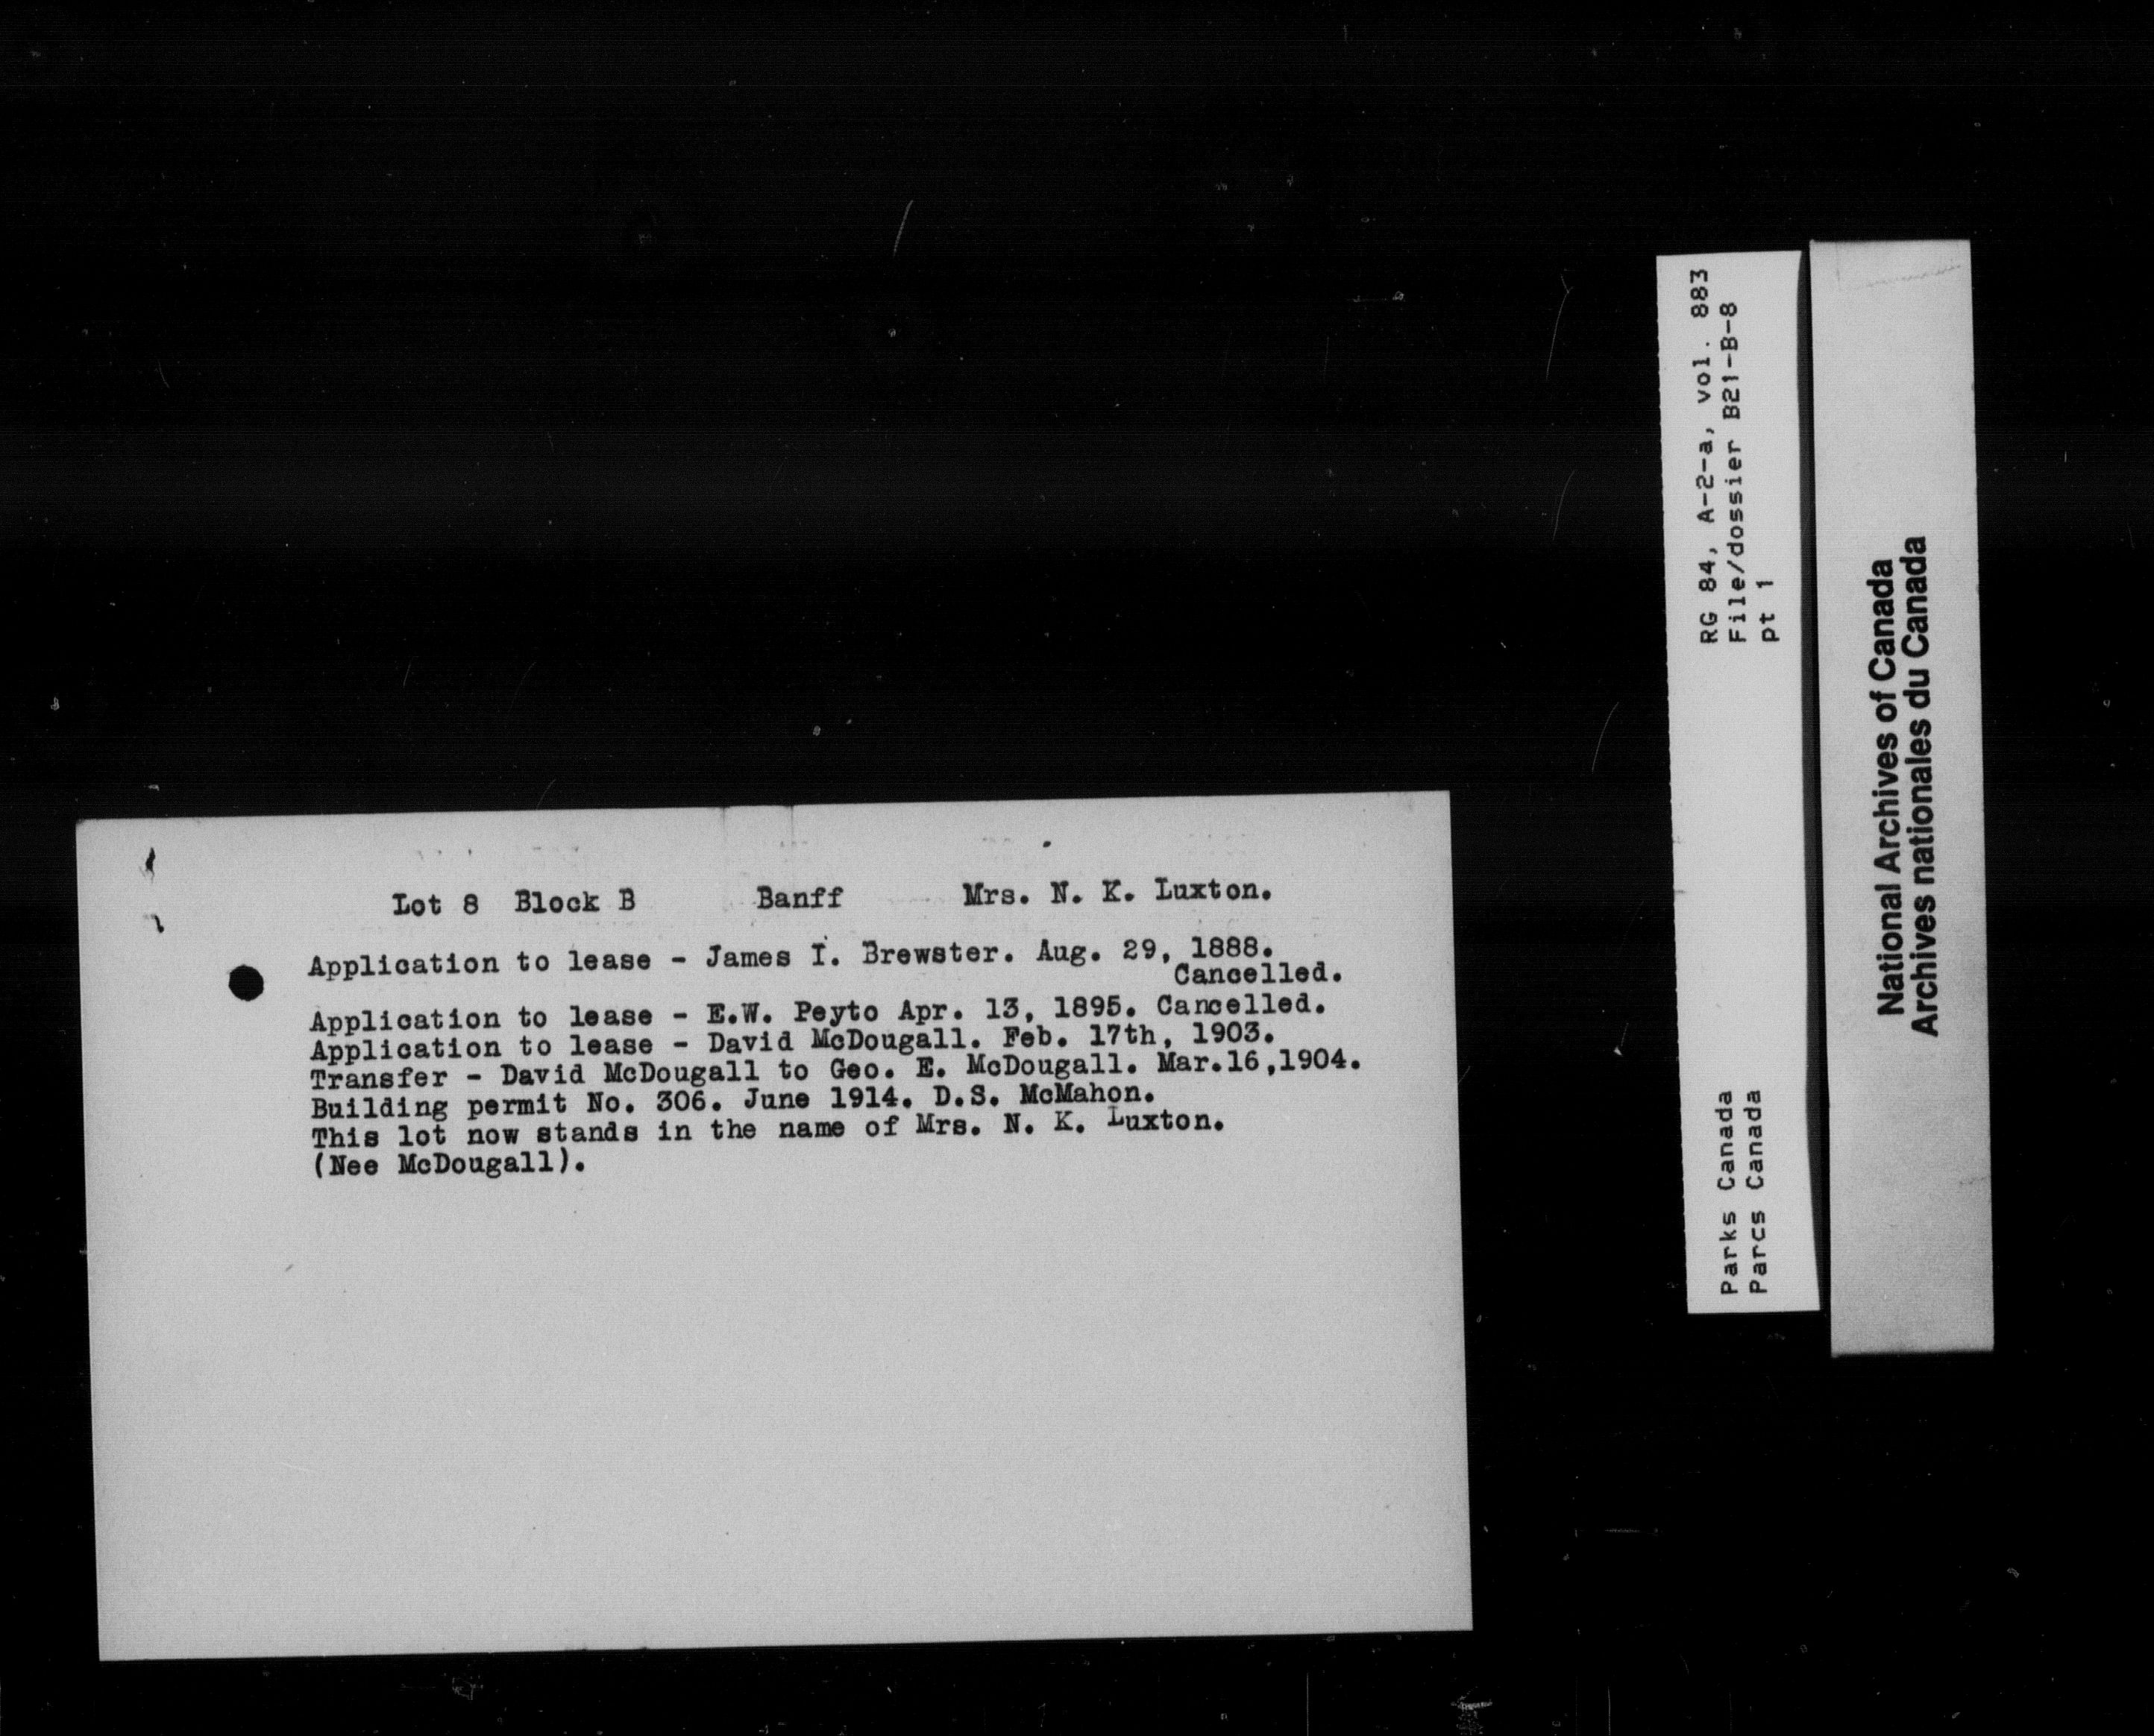 Lot 8 Block B Banff Mrs. N. K. Luxton.
Application to lease - James I. Brewster. Aug. 29, 1888.
Cancelled.
Application to lease - E.W. Peyto Apr. 13, 1895. Cancelled.
Application to lease - David McDougall. Feb. 17th, 1903.
Transfer - David McDougall to Geo. E. McDougall. Mar.16,1904.
Building permit No. 306. June 1914. D.S. McMahon.
This lot now stands in the name of Mrs. N. K. Luxton.
(Nee McDougall).
RG 84, A-2-a, vol. 883
File/dossier B21-B-8
pt 1
Parks Canada
Parcs Canada
National Archives of Canada
Archives nationales du Canada